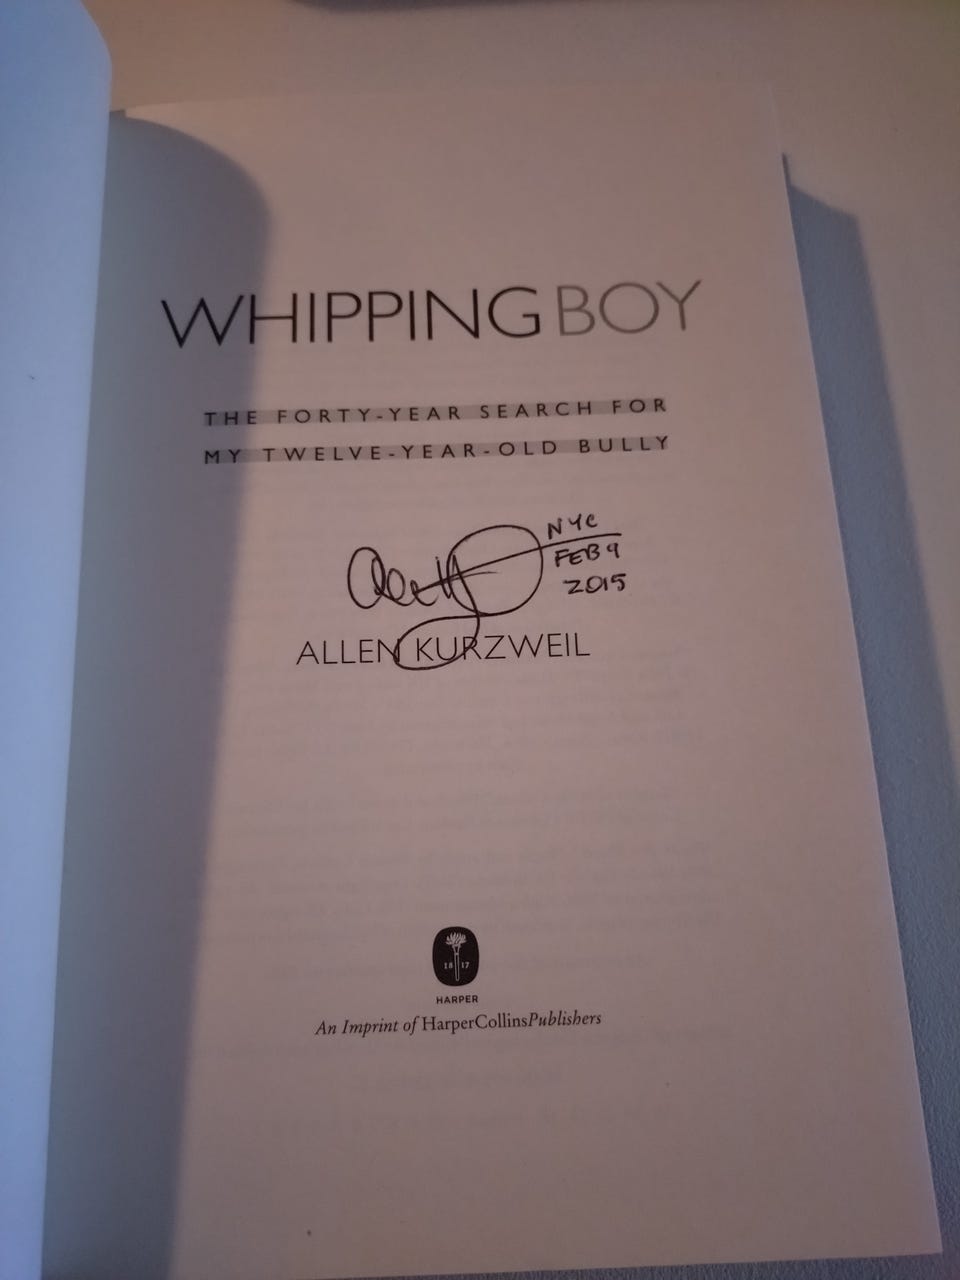 WHIPPING BOY
THE FORTY-YEAR SEARCH FOR
MY TWELVE-YEAR-OLD BULLY
NYC
FEB 9
2015
ALLEN KURZWEIL
18 17
HARPER
An Imprint of HarperCollinsPublishers